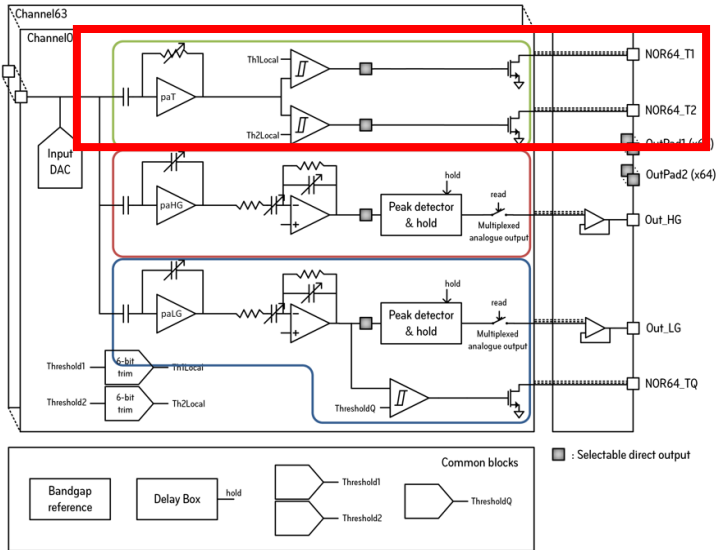 Channel63
Channel0
Th1Local
NOR64_T1
paT
NOR64_T2
Th2Local
Input
DAC
OutPad2 (x64)
hold
read
paHG
Peak detector
& hold
Out_HG
Multiplexed
analogue output
hold
read
paLG
Peak detector
& hold
Out_LG
Multiplexed
analogue output
Threshold1
6-bit
trim
Th1Local
NOR64_TQ
Threshold2
6-bit
trim
Th2Local
ThresholdQ
Common blocks
: Selectable direct output
Bandgap
reference
Delay Box
hold
Threshold1
Threshold2
ThresholdQ